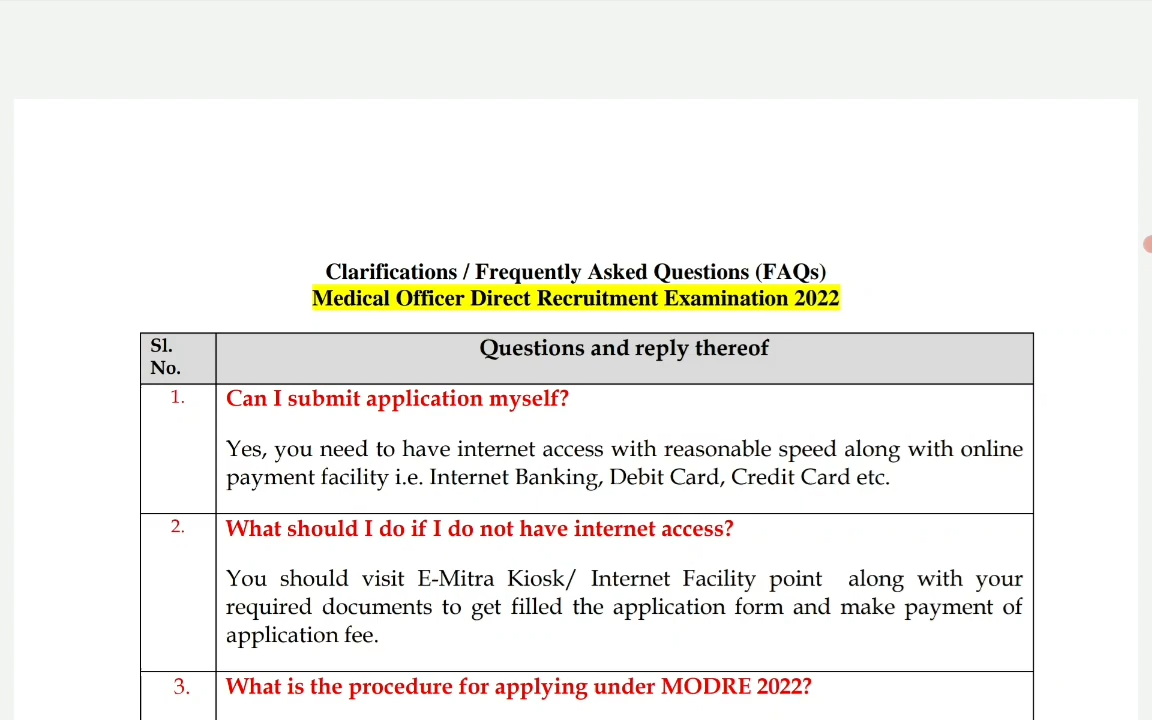 Clarifications / Frequently Asked Questions (FAQs)
Medical Officer Direct Recruitment Examination 2022
Sl. No.
Questions and reply thereof
1.
Can I submit application myself?
Yes, you need to have internet access with reasonable speed along with online
payment facility i.e. Internet Banking, Debit Card, Credit Card etc.
2.
What should I do if I do not have internet access?
You should visit E-Mitra Kiosk/ Internet Facility point along with your
required documents to get filled the application form and make payment of
application fee.
3.
What is the procedure for applying under MODRE 2022?